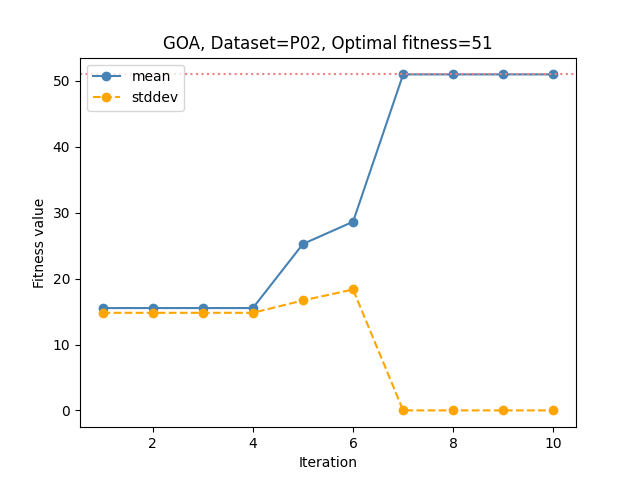 GOA, Dataset=P02, Optimal fitness=51
mean
stddev
Fitness value
50
40
30
20
10
0
2 4 6 8 10
Iteration